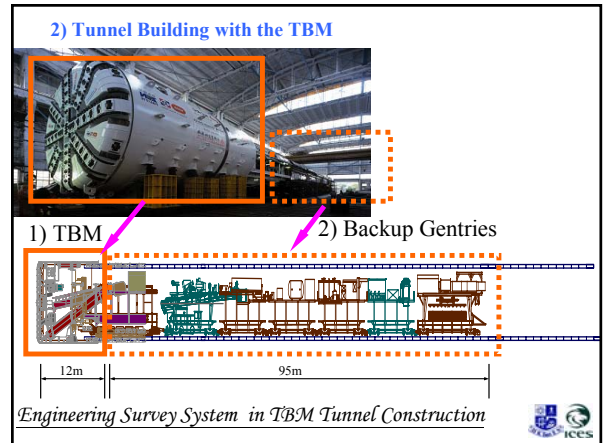 2) Tunnel Building with the TBM
1) TBM
2) Backup Gentries
12m
95m
Engineering Survey System in TBM Tunnel Construction
ICES